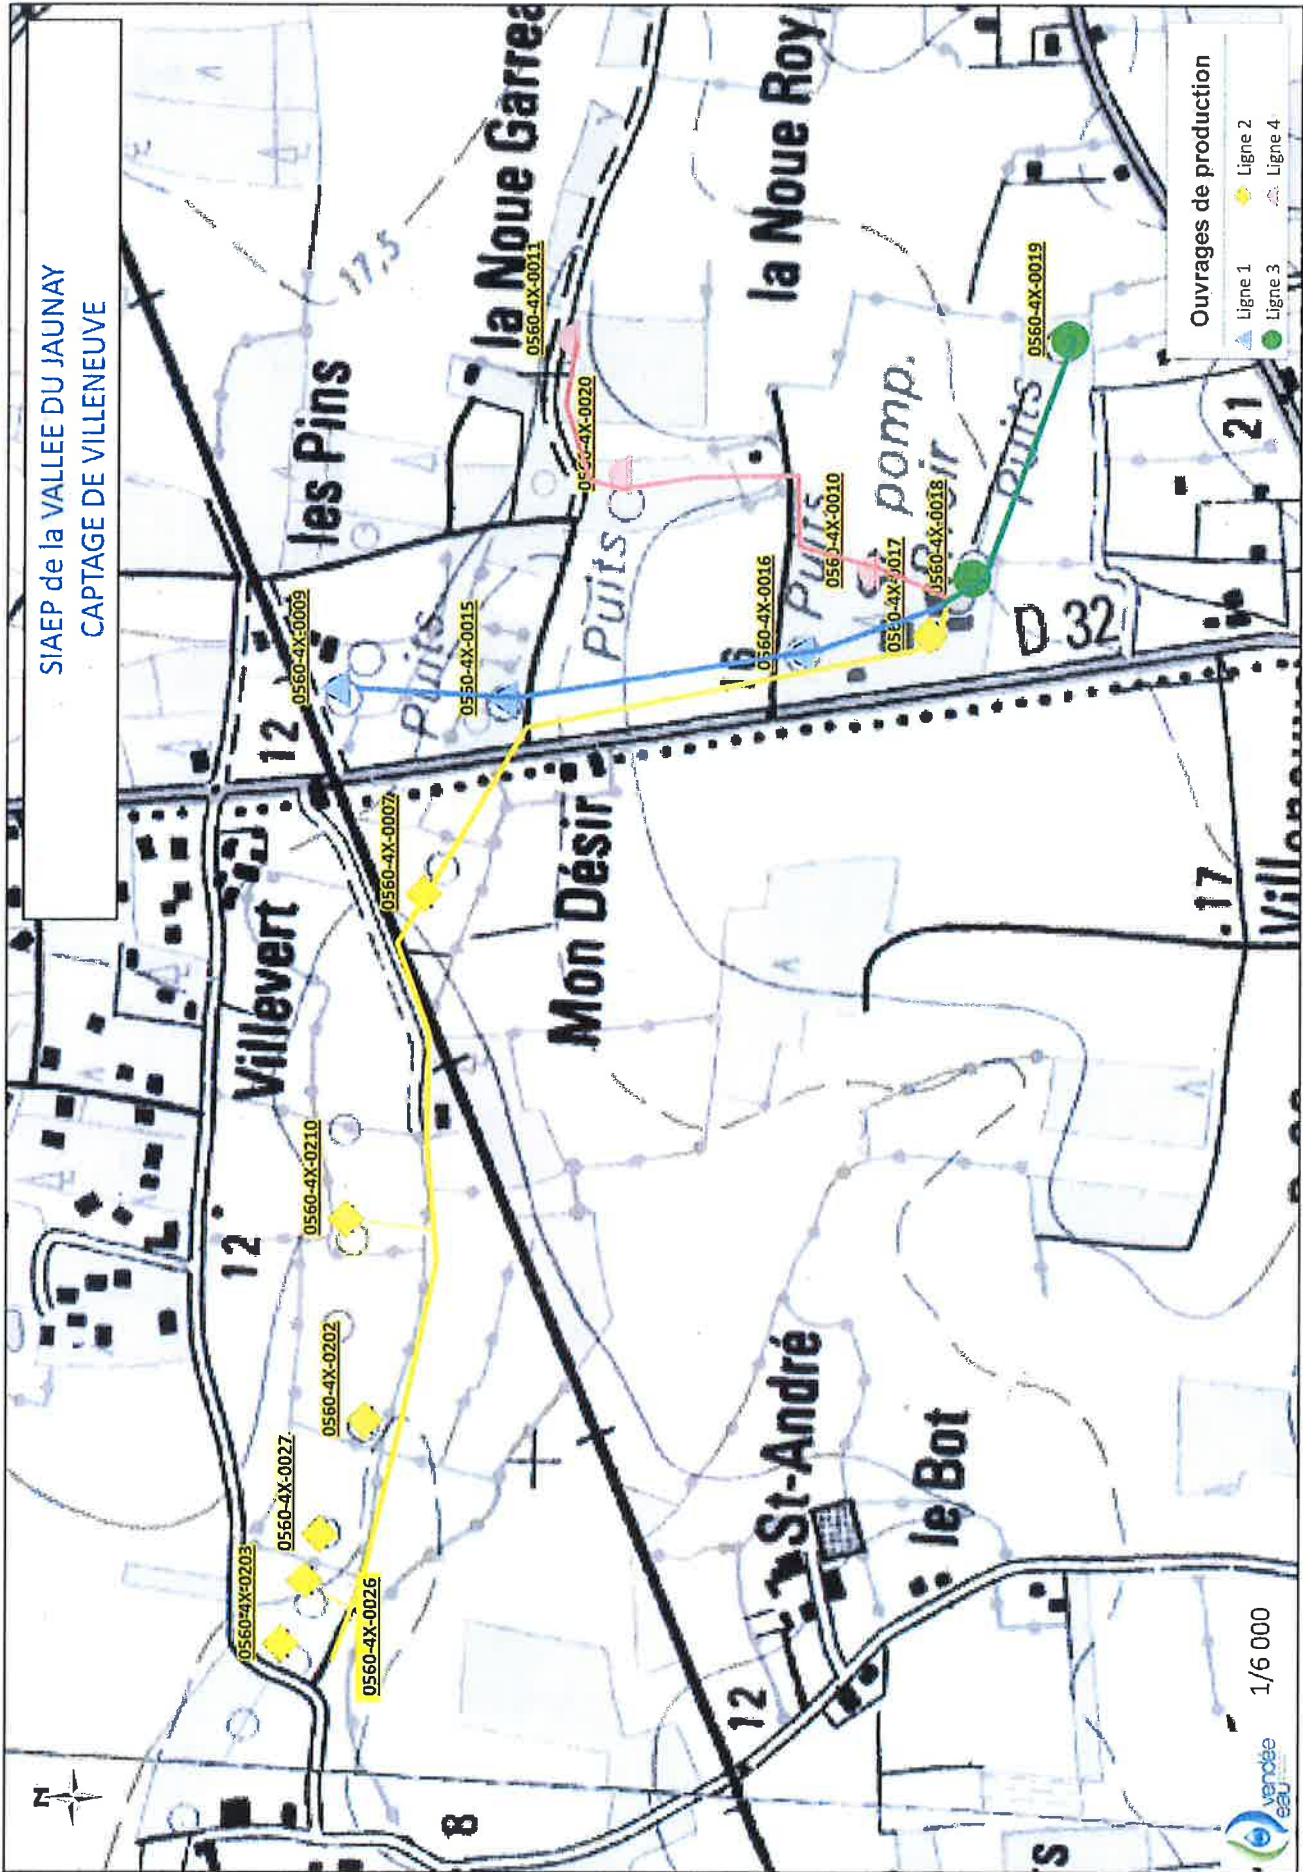 SIAEP de la VALLEE DU JAUNAY
CAPTAGE DE VILLENEUVE
N
8
12
Villevert
12
les Pins
17,5
la Noue Garrea
la Noue Roy
0560-4X-0203
0560-4X-0027
0560-4X-0026
0560-4X-0202
0560-4X-0210
0560-4X-0007
0560-4X-0009
0560-4X-0015
0560-4X-0011
0560-4X-0020
0560-4X-0016
0560-4X-0010
0560-4X-0017
0560-4X-0018
0560-4X-0019
Puits
Puits
Puits
pomp.
Puits
Mon Désir
16
D 32
21
17
Villeneuve
St-André
le Bot
12
Ouvrages de production
Ligne 1
Ligne 2
Ligne 3
Ligne 4
1/6 000
vendée
eau